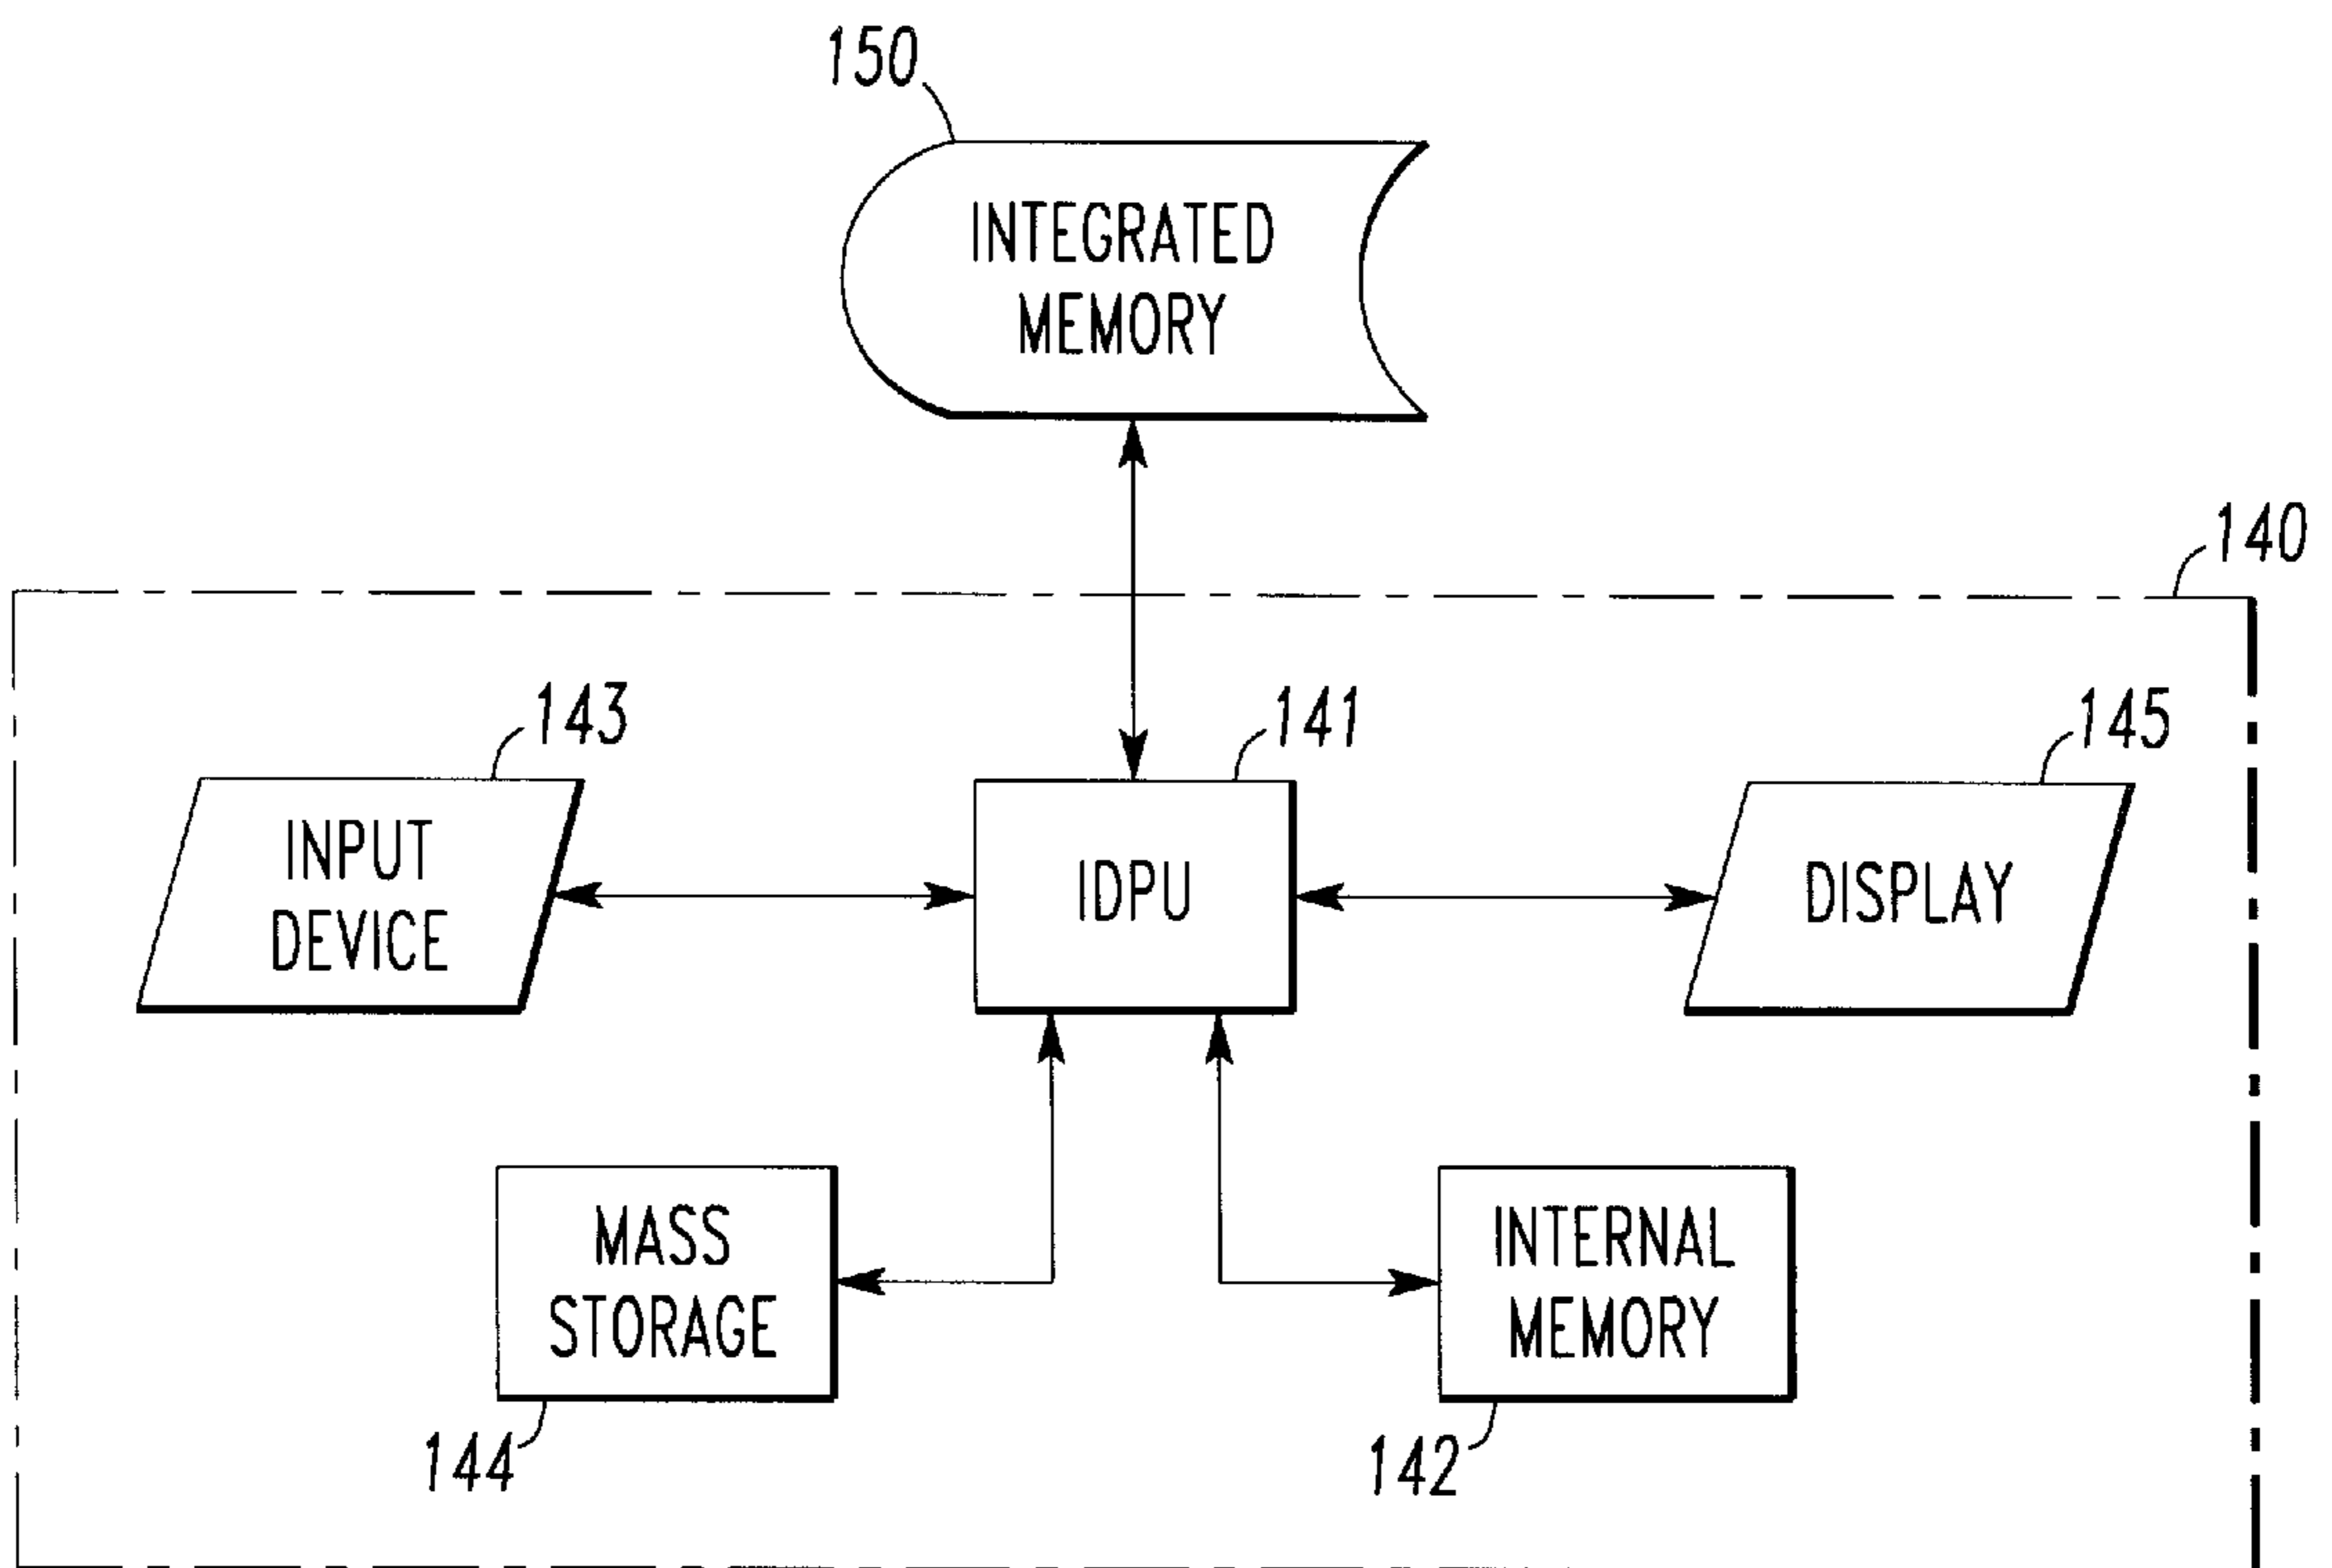 150
INTEGRATED
MEMORY
140
143
141
145
INPUT
DEVICE
IDPU
DISPLAY
MASS
STORAGE
INTERNAL
MEMORY
144
142